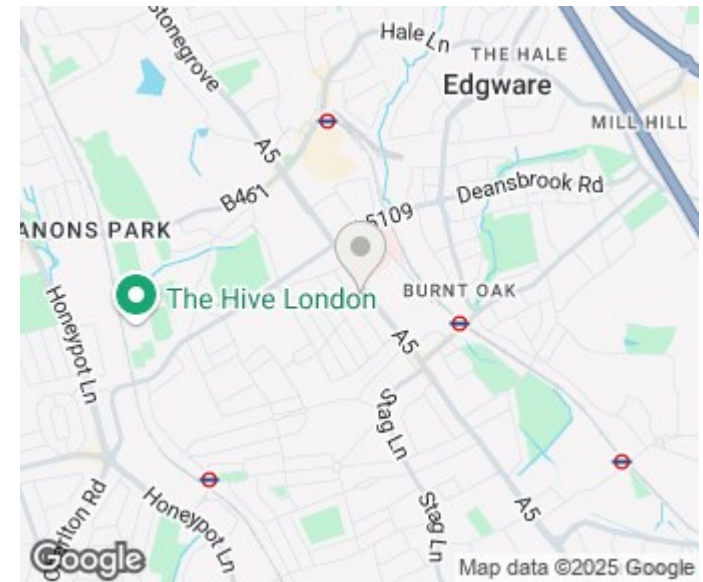 Stonegrove
Hale Ln
THE HALE
Edgware
MILL HILL
A5
B461
Deansbrook Rd
5109
ANONS PARK
The Hive London
BURNT OAK
Honeypot Ln
A5
Stag Ln
Honeypot Ln
Stag Ln
A5
Google
Map data ©2025 Google